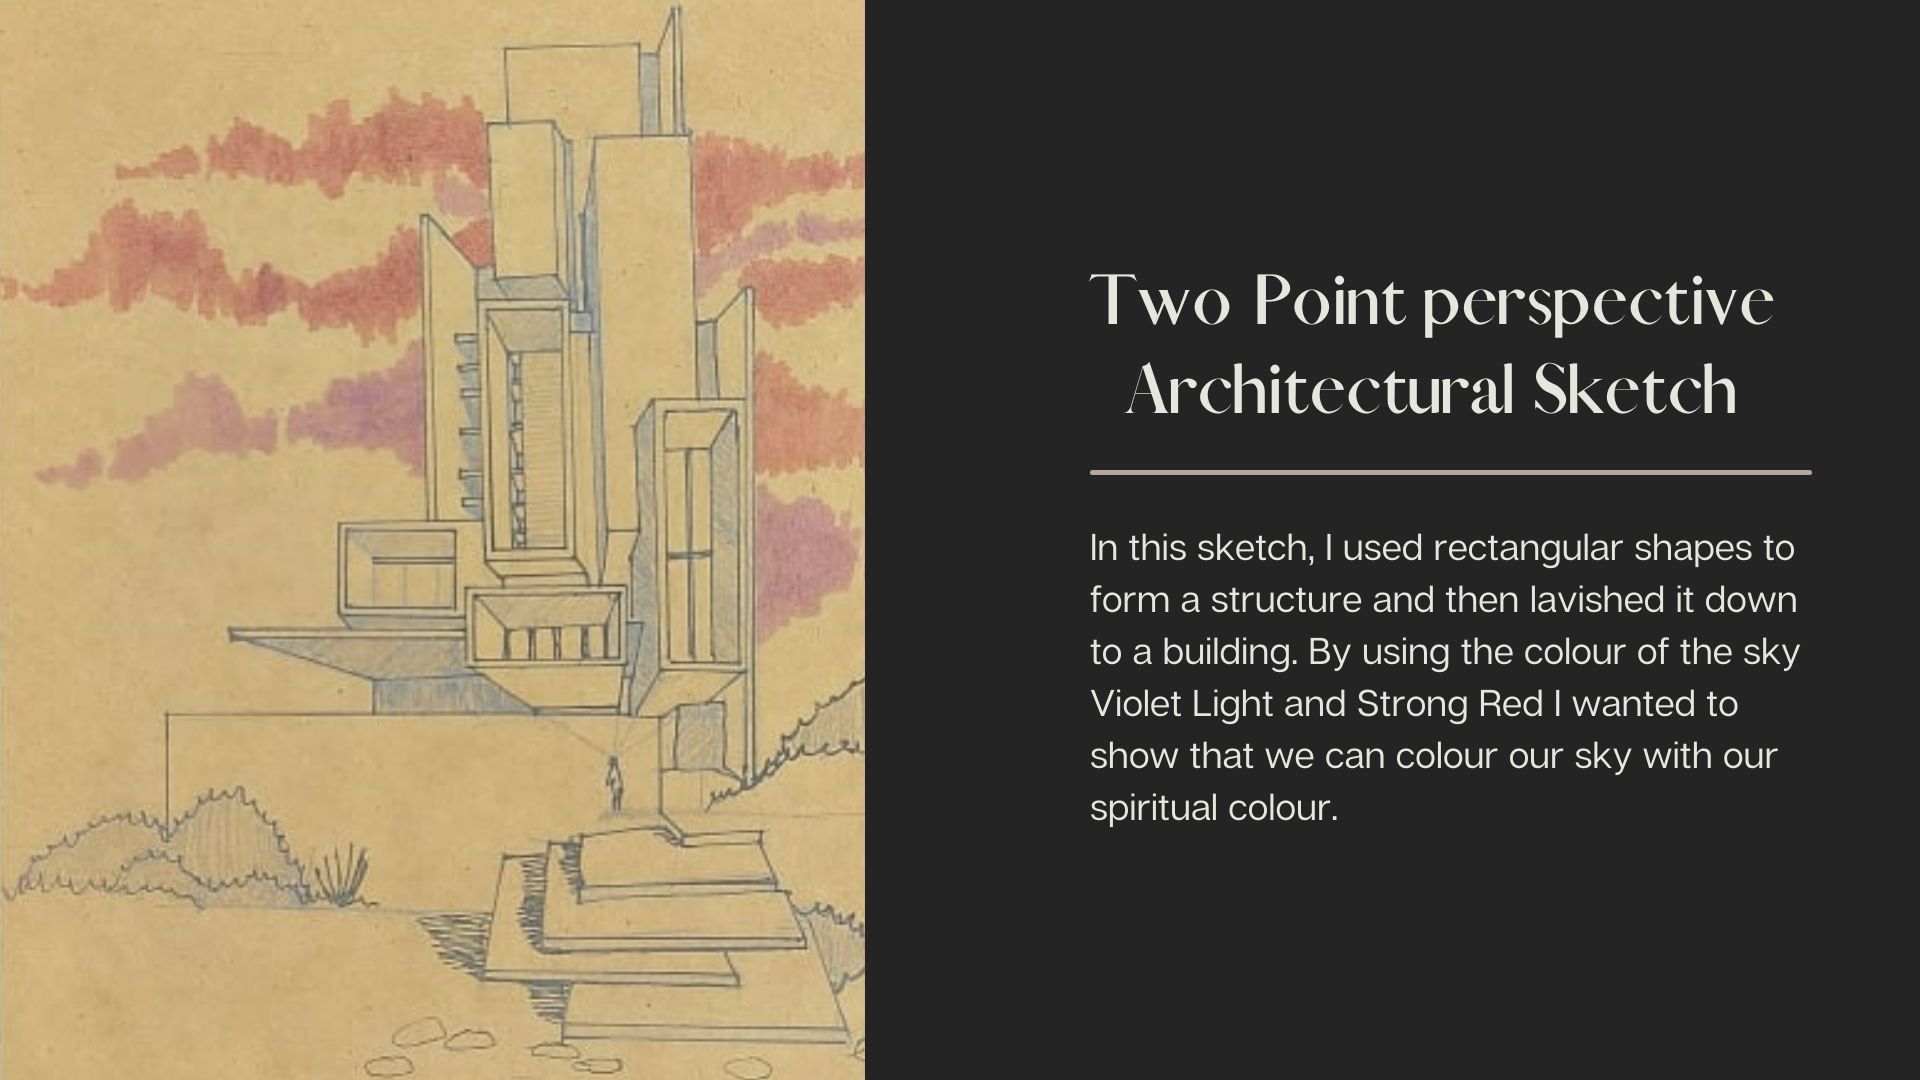 Two Point perspective
Architectural Sketch
In this sketch, I used rectangular shapes to
form a structure and then lavished it down
to a building. By using the colour of the sky
Violet Light and Strong Red I wanted to
show that we can colour our sky with our
spiritual colour.